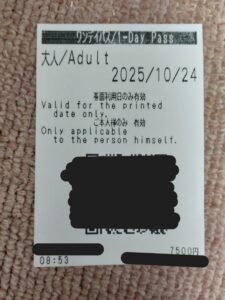 ワンデイパス/1-Day Pass
大人/Adult
2025/10/24
券面利用日のみ有効
Valid for the printed
date only.
ご本人様のみ 有効
Only applicable
to the person himself.
7500円
08:53